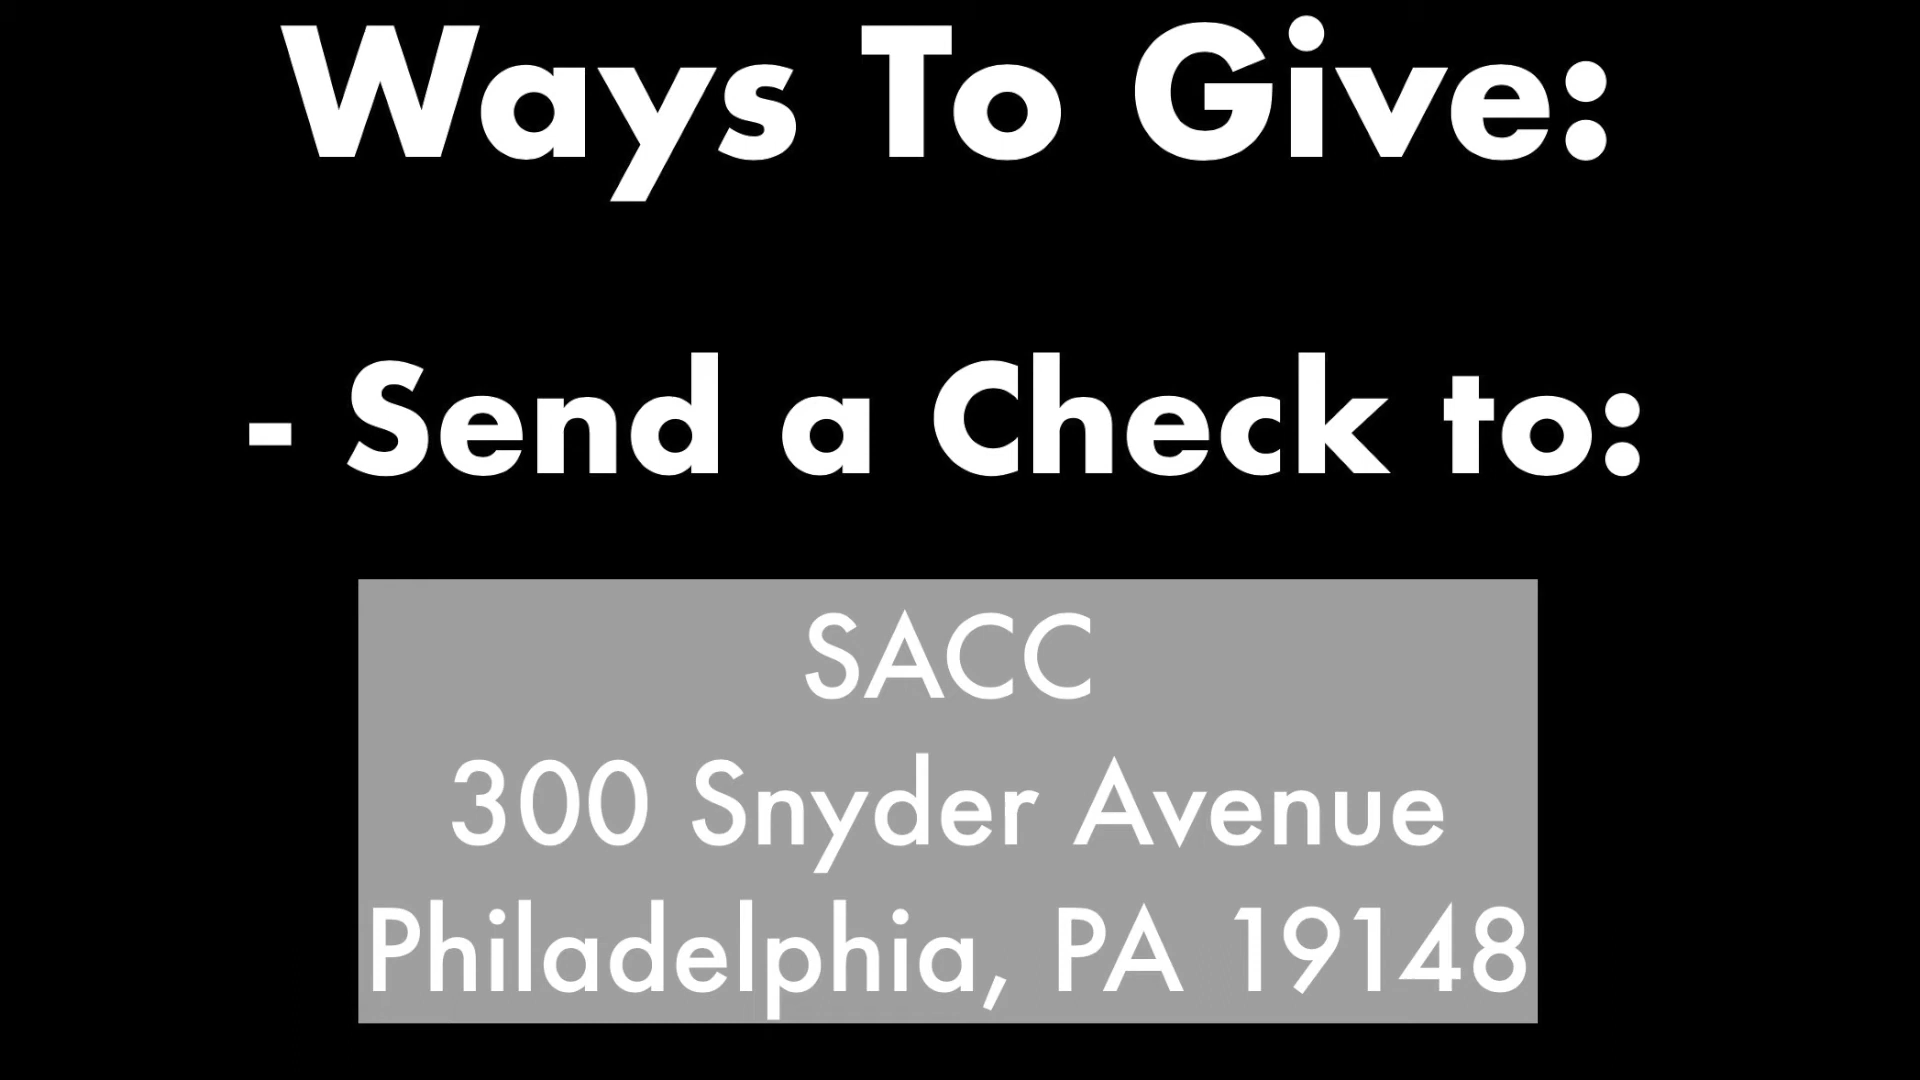 Ways To Give:
- Send a Check to:
SACC
300 Snyder Avenue
Philadelphia, PA 19148